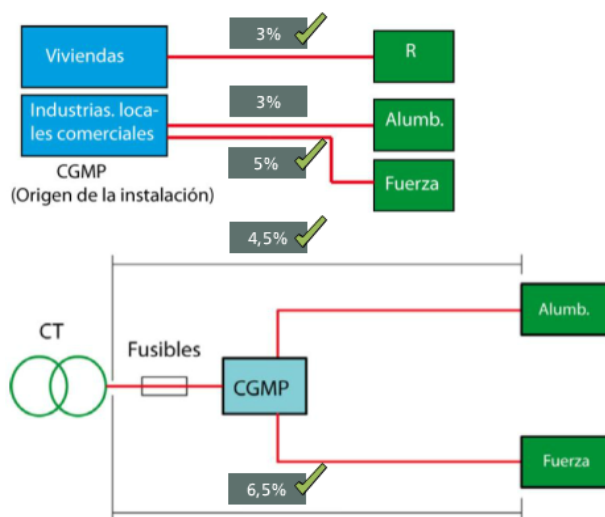 3%
Viviendas
R
Industrias. loca-
les comerciales
3%
Alumb.
5%
Fuerza
CGMP
(Origen de la instalación)
4,5%
CT
Fusibles
CGMP
Alumb.
Fuerza
6,5%